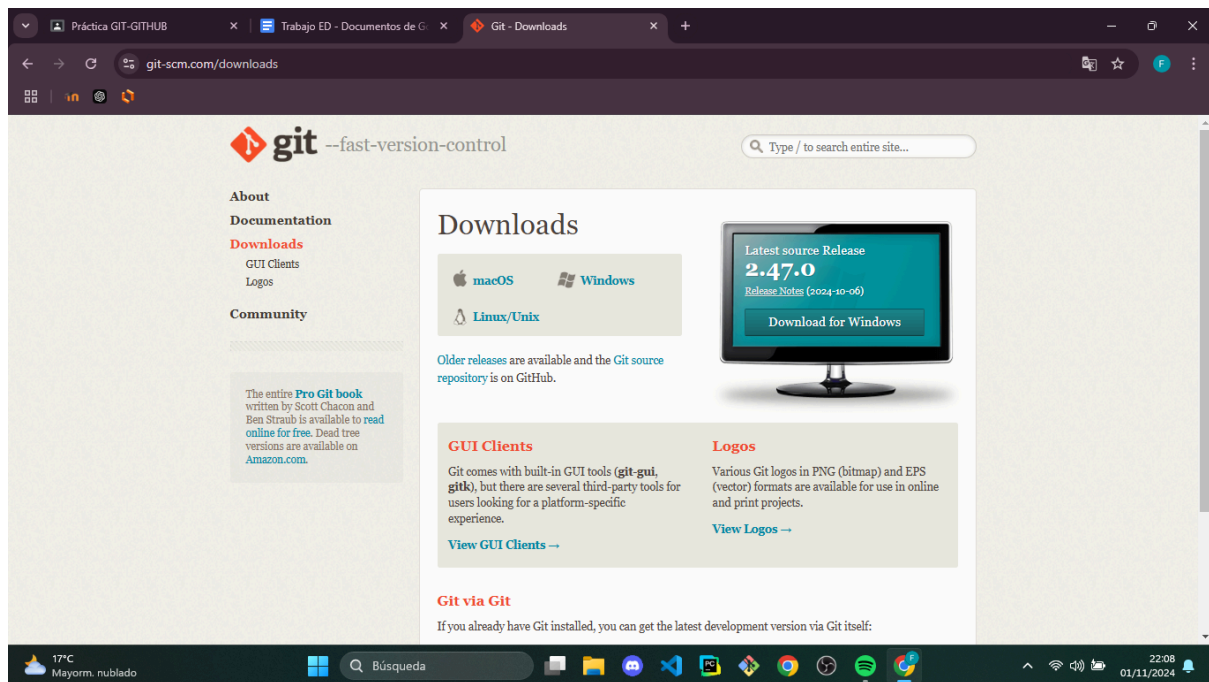 Práctica GIT-GITHUB
Trabajo ED - Documentos de G
Git - Downloads
git-scm.com/downloads
F
git --fast-version-control
Type / to search entire site...
About
Documentation
Downloads
GUI Clients
Logos
Community
The entire Pro Git book
written by Scott Chacon and
Ben Straub is available to read
online for free. Dead tree
versions are available on
Amazon.com.
Downloads
macOS
Windows
Linux/Unix
Older releases are available and the Git source
repository is on GitHub.
Latest source Release
2.47.0
Release Notes (2024-10-06)
Download for Windows
GUI Clients
Git comes with built-in GUI tools (git-gui,
gitk), but there are several third-party tools for
users looking for a platform-specific
experience.
View GUI Clients →
Logos
Various Git logos in PNG (bitmap) and EPS
(vector) formats are available for use in online
and print projects.
View Logos →
Git via Git
If you already have Git installed, you can get the latest development version via Git itself:
17°C
Mayorm. nublado
Búsqueda
22:08
01/11/2024